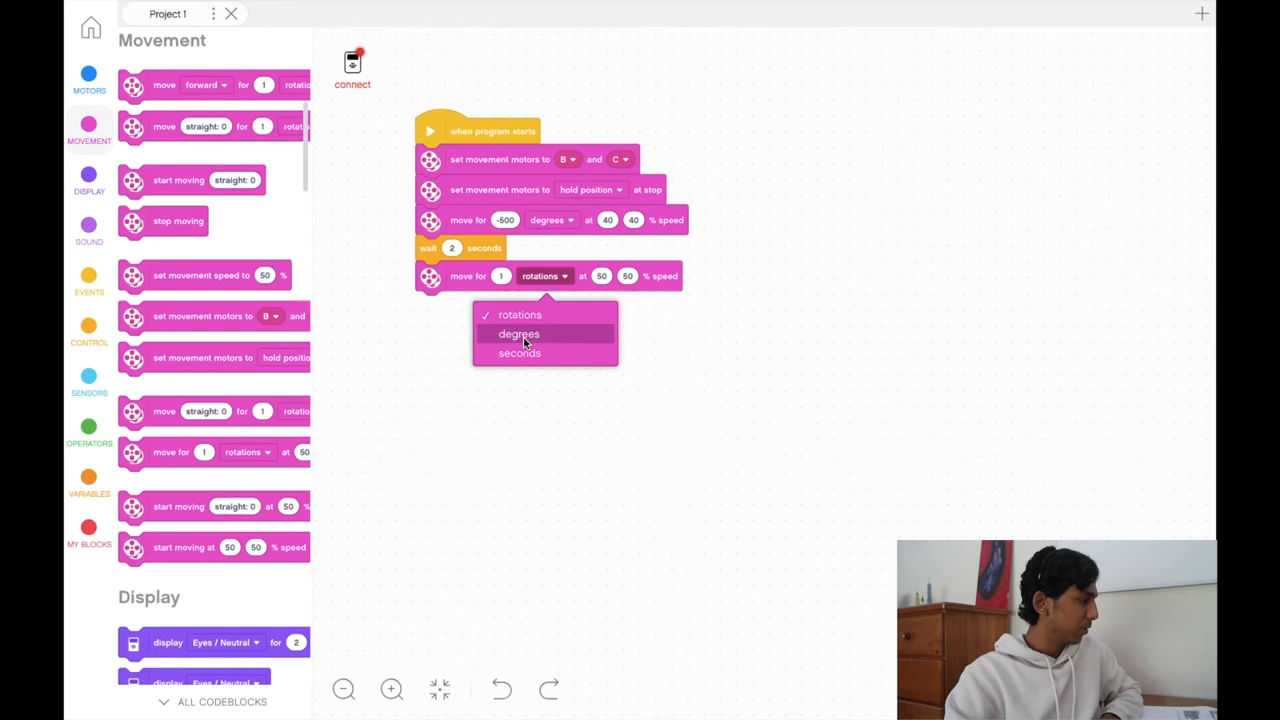 Project 1
connect
MOTORS
MOVEMENT
DISPLAY
SOUND
EVENTS
CONTROL
SENSORS
OPERATORS
VARIABLES
MY BLOCKS
Movement
move forward for 1
move straight: 0 for 1
start moving straight: 0
stop moving
set movement speed to 50 %
set movement motors to B and
set movement motors to hold
move straight: 0 for 1
move for 1 rotations at 50
start moving straight: 0 at 50
start moving at 50 50 % speed
Display
display Eyes / Neutral for 2
display Eyes / Neutral
ALL CODEBLOCKS
when program starts
set movement motors to B and C
set movement motors to hold position at stop
move for -500 degrees at 40 40 % speed
wait 2 seconds
move for 1 rotations at 50 50 % speed
✓ rotations
degrees
seconds